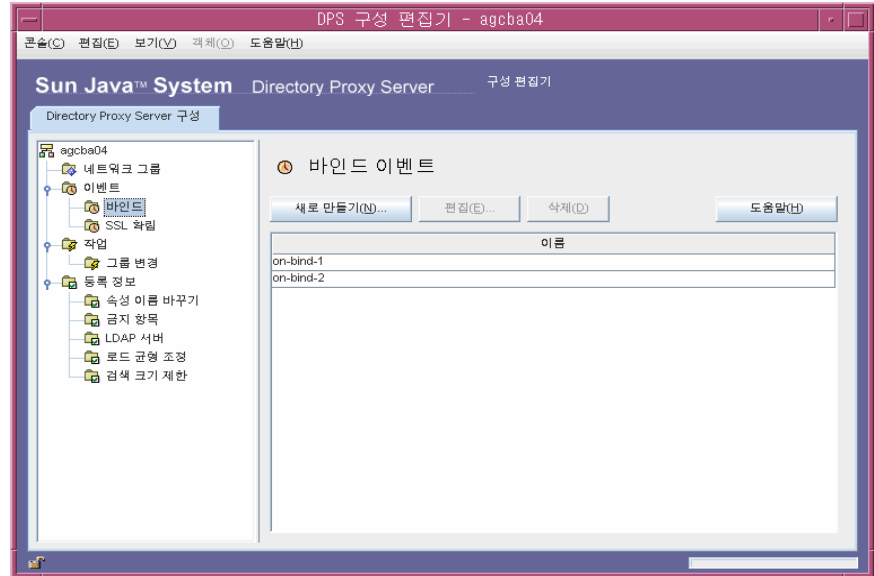 DPS 구성 편집기 - agcba04
콘솔(C) 편집(E) 보기(V) 객체(O) 도움말(H)
Sun Java™ System Directory Proxy Server 구성 편집기
Directory Proxy Server 구성
agcba04
네트워크 그룹
이벤트
바인드
SSL 확립
작업
그룹 변경
등록 정보
속성 이름 바꾸기
금지 항목
LDAP 서버
로드 균형 조정
검색 크기 제한
바인드 이벤트
새로 만들기(N)... 편집(E)... 삭제(D) 도움말(H)
이름
on-bind-1
on-bind-2